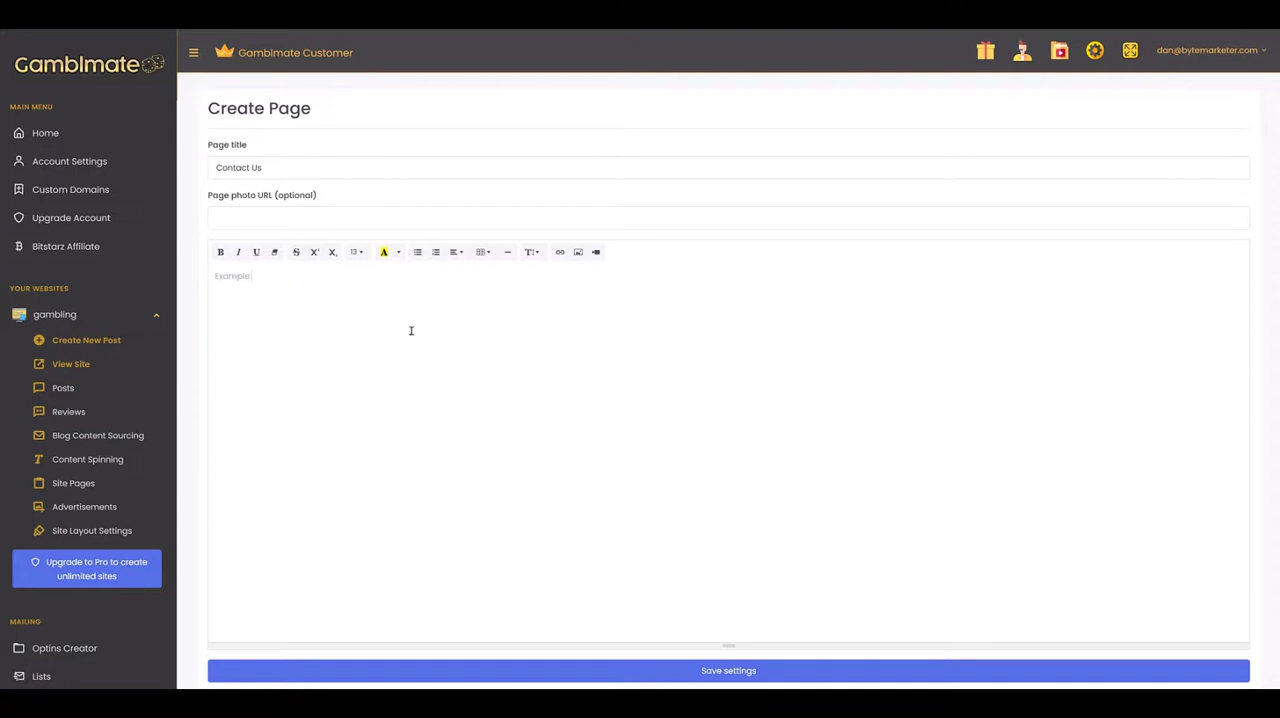 Gamblmate
Gamblmate Customer
dan@bytemarketer.com
MAIN MENU
Home
Account Settings
Custom Domains
Upgrade Account
Bitstarz Affiliate
YOUR WEBSITES
gambling
Create New Post
View Site
Posts
Reviews
Blog Content Sourcing
Content Spinning
Site Pages
Advertisements
Site Layout Settings
Upgrade to Pro to create
unlimited sites
MAILING
Optins Creator
Lists
Create Page
Page title
Contact Us
Page photo URL (optional)
B I U S X' X, 13 A T
Example
Save settings